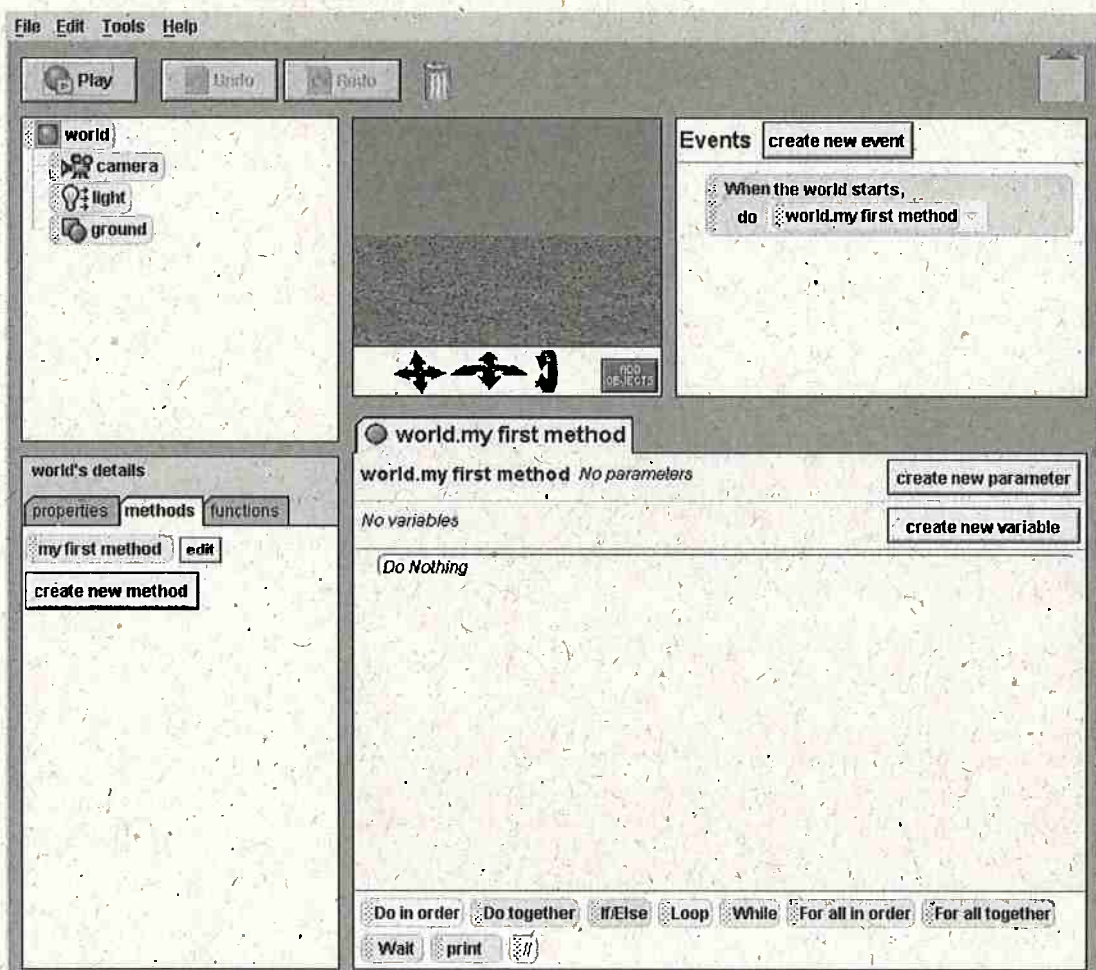 File Edit Tools Help
Play Undo Redo
world
camera
light
ground
ADD OBJECTS
Events create new event
When the world starts,
do world.my first method
world's details
properties methods functions
my first method edit
create new method
world.my first method
world.my first method No parameters create new parameter
No variables create new variable
Do Nothing
Do in order Do together If/Else Loop While For all in order For all together
Wait print //